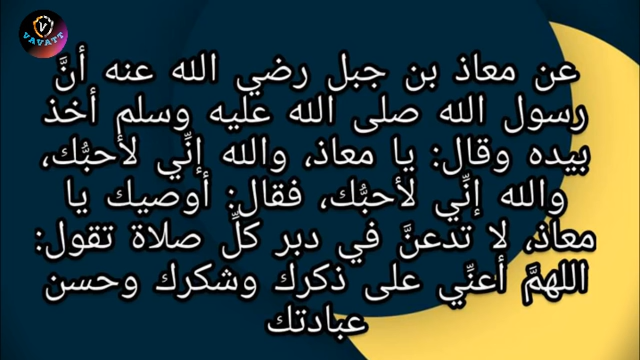 VAVATT
عن معاذ بن جبل رضي الله عنه أنَّ
رسول الله صلى الله عليه وسلم أخذ
بيده وقال: يا معاذ، والله إنِّي لأحبُّك،
والله إنِّي لأحبُّك، فقال: أوصيك يا
معاذ، لا تدعنَّ في دبر كلِّ صلاة تقول:
اللهمَّ أعنِّي على ذكرك وشكرك وحسن
عبادتك